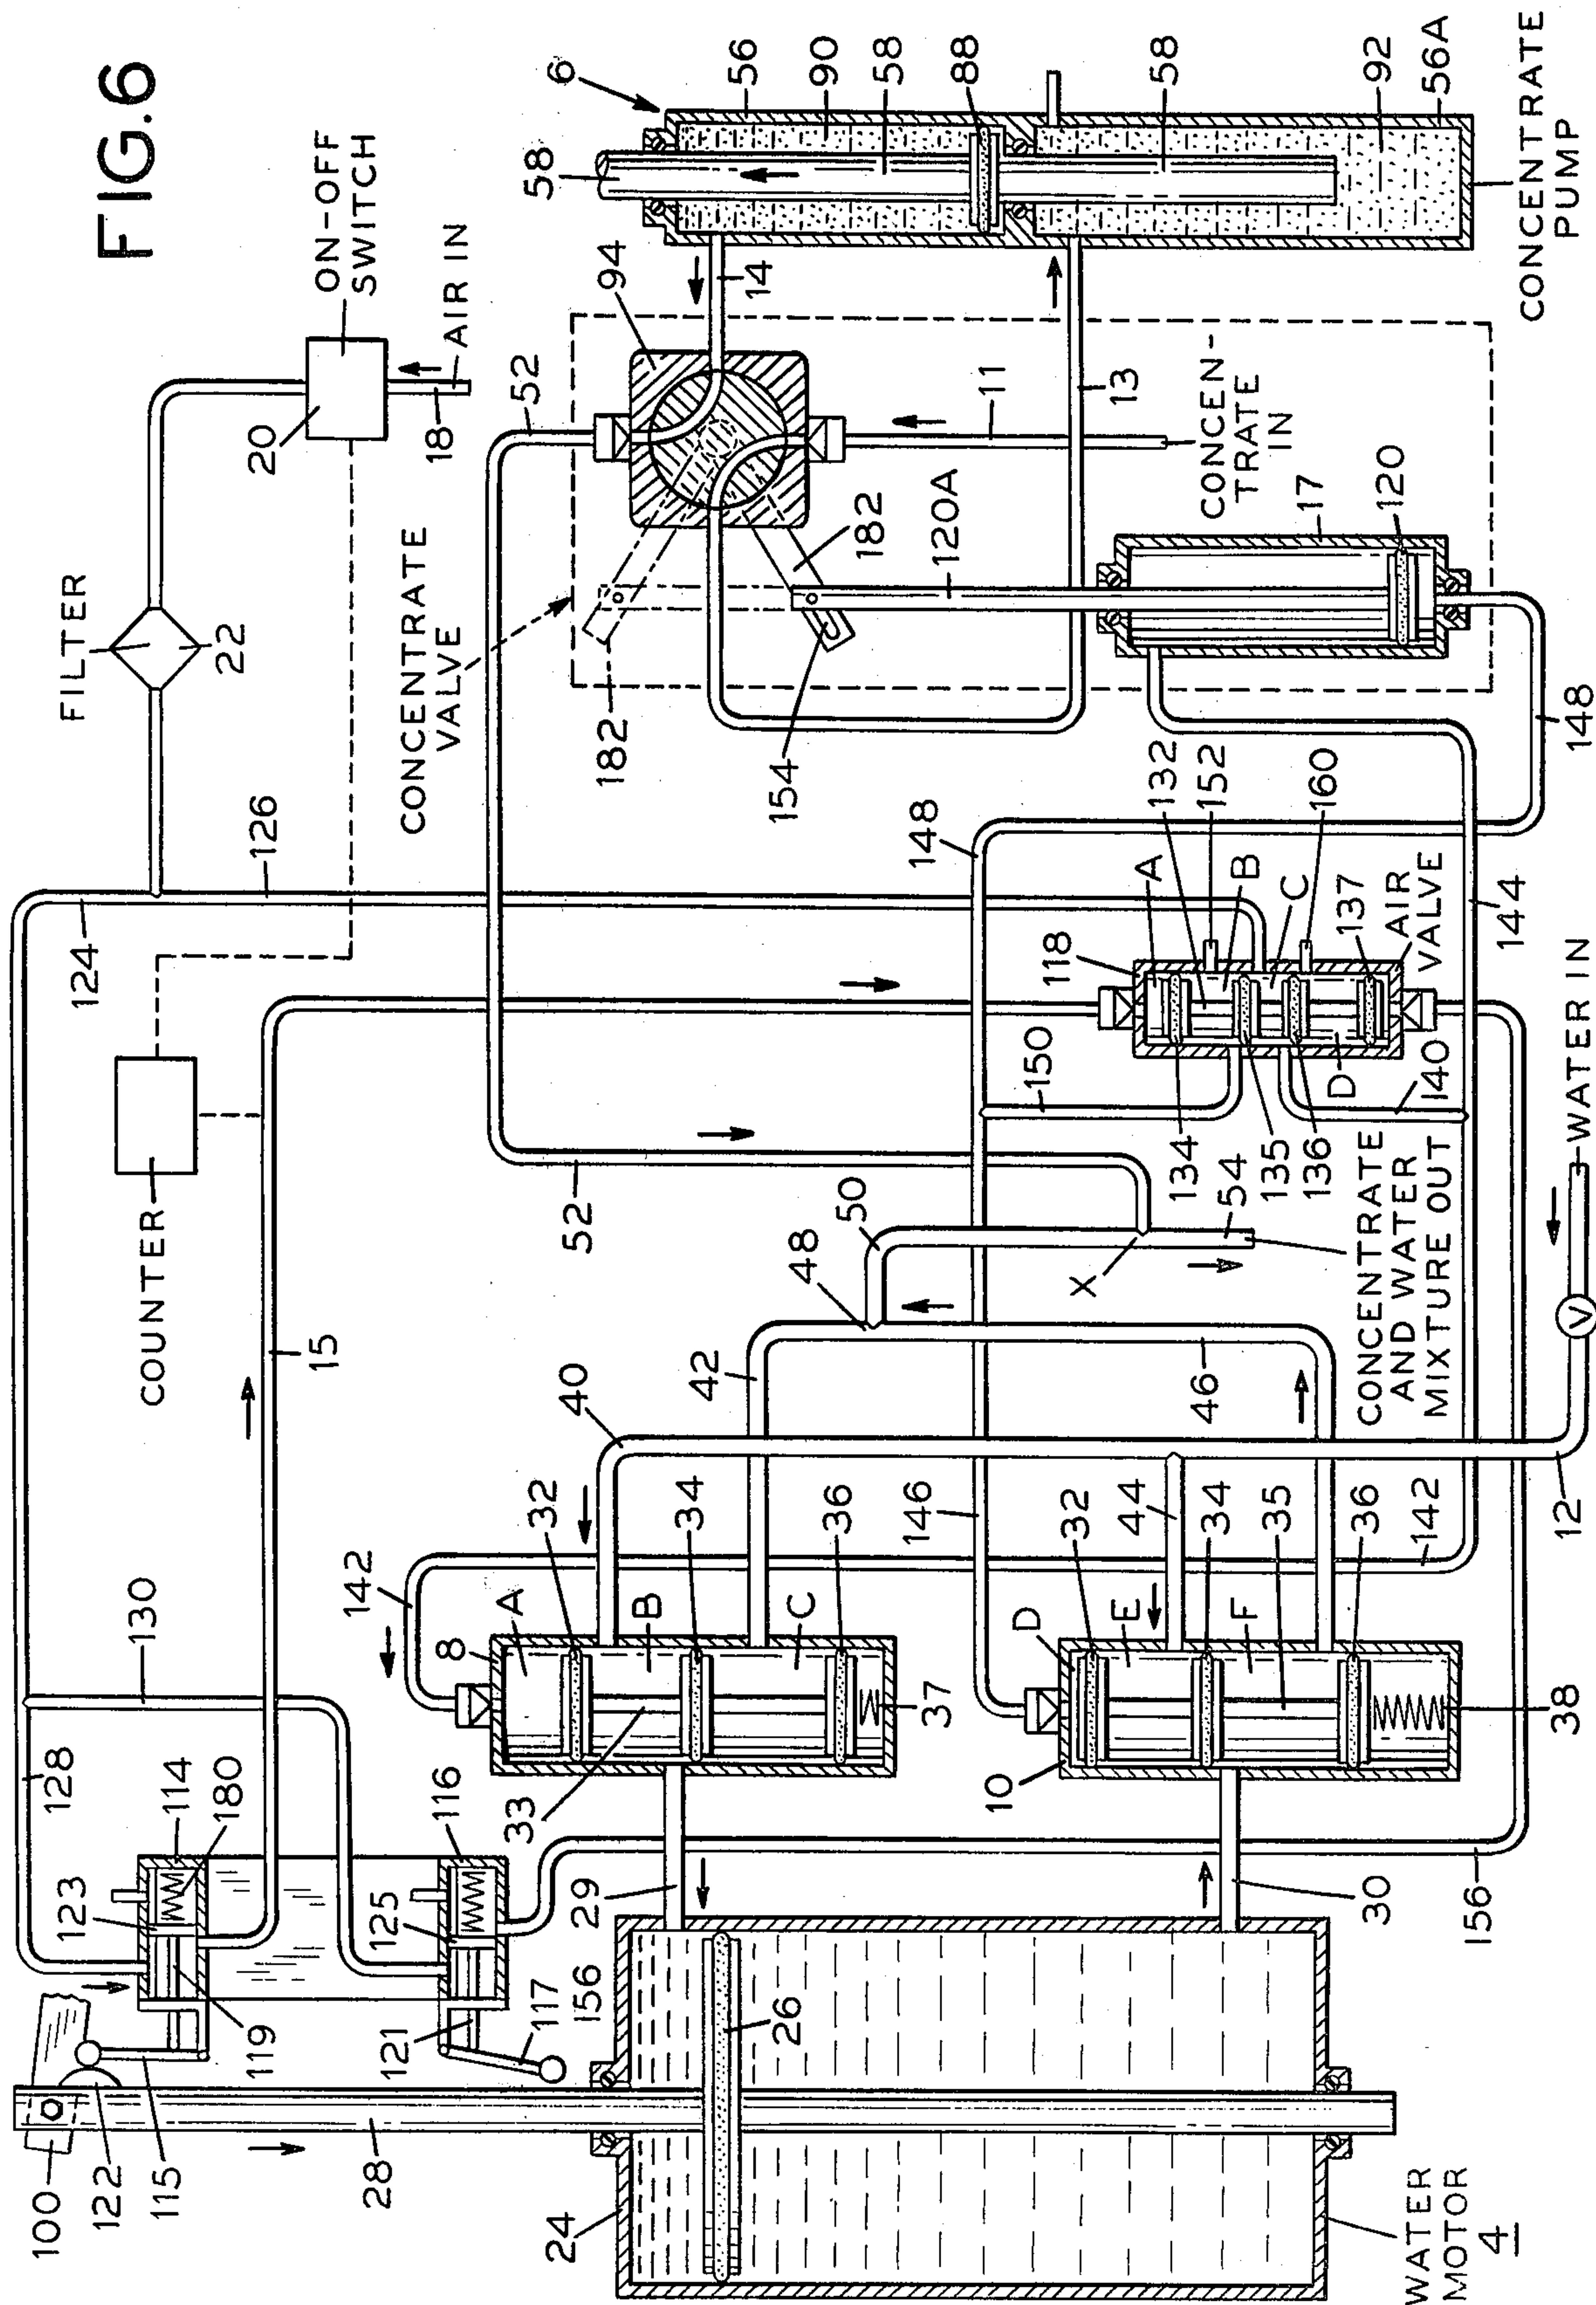 FIG.6
ON-OFF
SWITCH
AIR IN
20
18
FILTER
22
126
124
COUNTER
15
130
128
114
180
123
116
125
119
121
117
115
122
100
28
CONCENTRATE
VALVE
182
154
182
120A
94
52
14
11
13
CONCEN-
TRATE
IN
17
120
58
6
56
90
58
88
58
92
56A
CONCENTRATE
PUMP
148
148
132
152
160
118
A
B
C
D
137
AIR
VALVE
144
150
140
134
135
136
52
50
48
X
54
CONCENTRATE
AND WATER
MIXTURE OUT
WATER IN
V
12
40
42
46
146
44
142
142
32
34
36
A
B
C
8
33
37
32
34
35
36
D
E
F
10
38
29
30
156
156
24
26
WATER
MOTOR
4